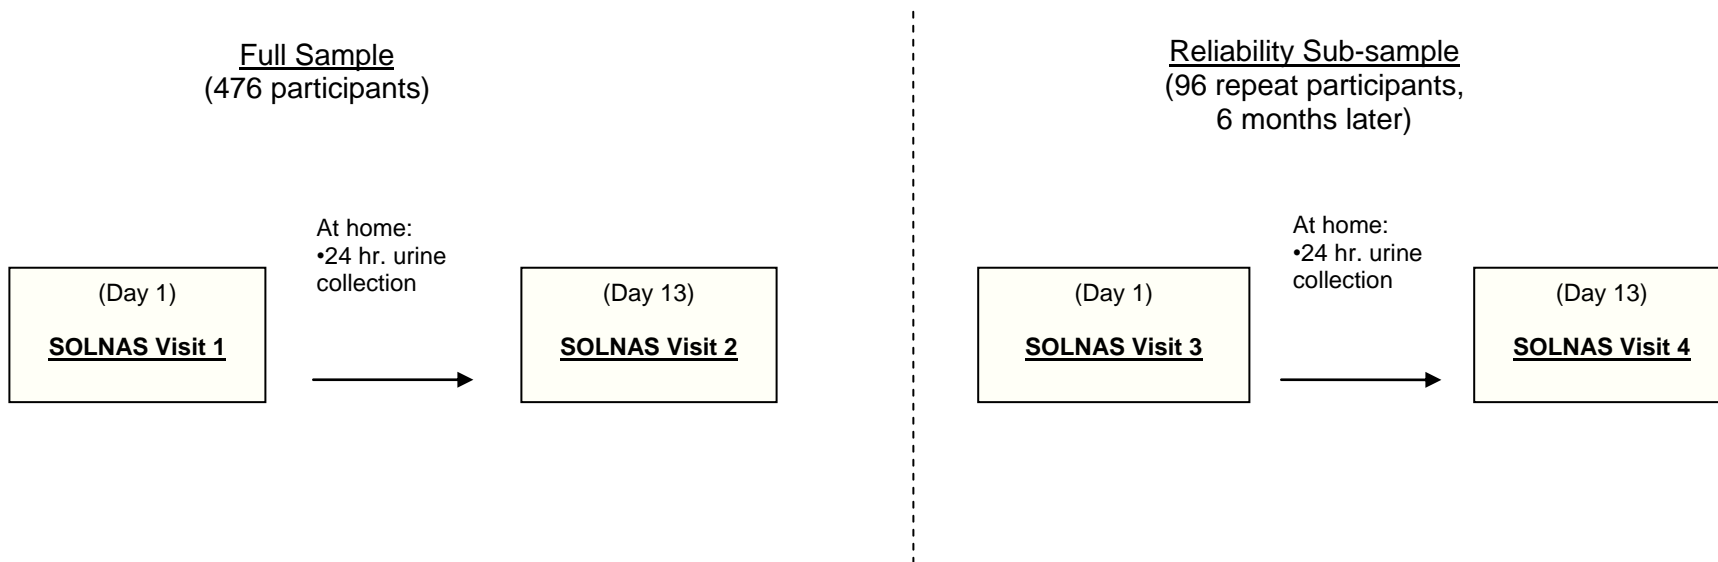 Full Sample
(476 participants)
At home:
•24 hr. urine
collection
(Day 1)
SOLNAS Visit 1
(Day 13)
SOLNAS Visit 2
Reliability Sub-sample
(96 repeat participants,
6 months later)
At home:
•24 hr. urine
collection
(Day 1)
SOLNAS Visit 3
(Day 13)
SOLNAS Visit 4